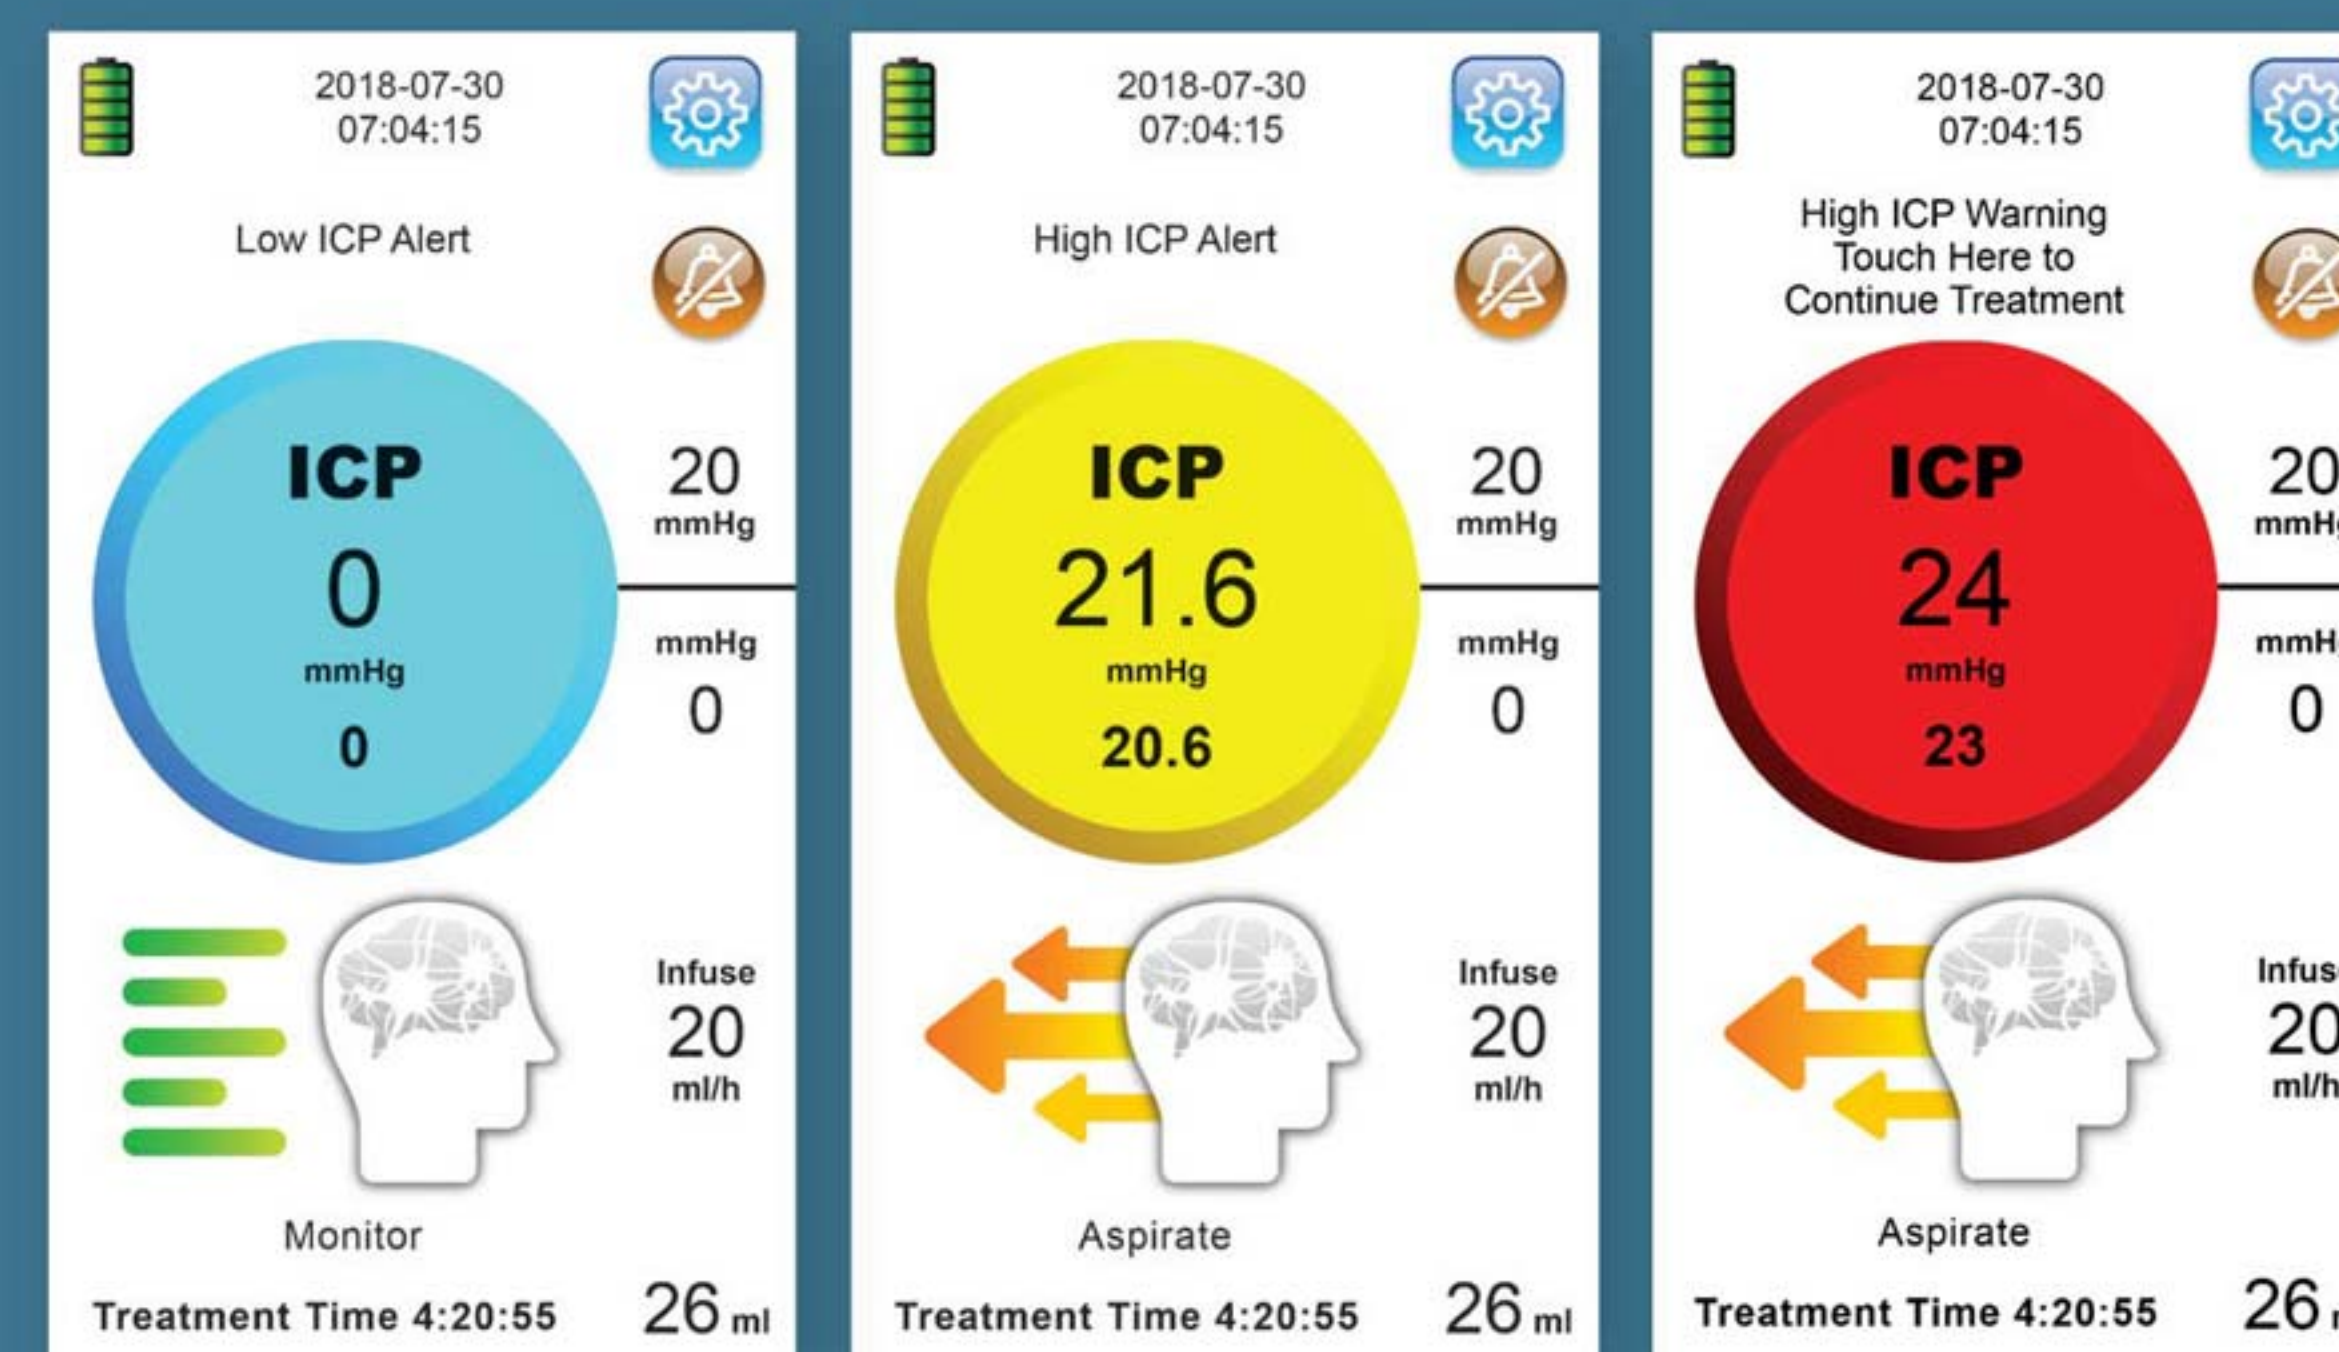 2018-07-30
07:04:15
Low ICP Alert
ICP
0
mmHg
0
20
mmHg
mmHg
0
Infuse
20
ml/h
Monitor
Treatment Time 4:20:55
26 ml
2018-07-30
07:04:15
High ICP Alert
ICP
21.6
mmHg
20.6
20
mmHg
mmHg
0
Infuse
20
ml/h
Aspirate
Treatment Time 4:20:55
26 ml
2018-07-30
07:04:15
High ICP Warning
Touch Here to
Continue Treatment
ICP
24
mmHg
23
20
0
20
ml/h
Aspirate
Treatment Time 4:20:55
26